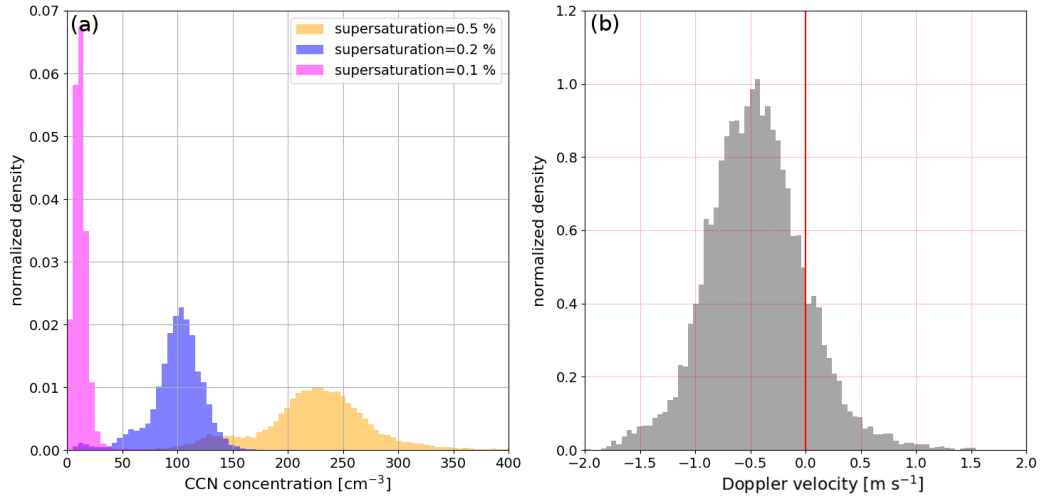 (a)
supersaturation=0.5 %
supersaturation=0.2 %
supersaturation=0.1 %
normalized density
0.07
0.06
0.05
0.04
0.03
0.02
0.01
0.00
0 50 100 150 200 250 300 350 400
CCN concentration [cm⁻³]
(b)
normalized density
1.2
1.0
0.8
0.6
0.4
0.2
0.0
−2.0 −1.5 −1.0 −0.5 0.0 0.5 1.0 1.5 2.0
Doppler velocity [m s⁻¹]